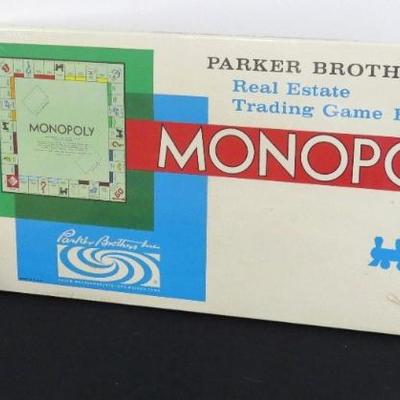 PARKER BROTH
Real Estate
Trading Game
MONOPO
MONOPOLY
Parker Brothers Inc.